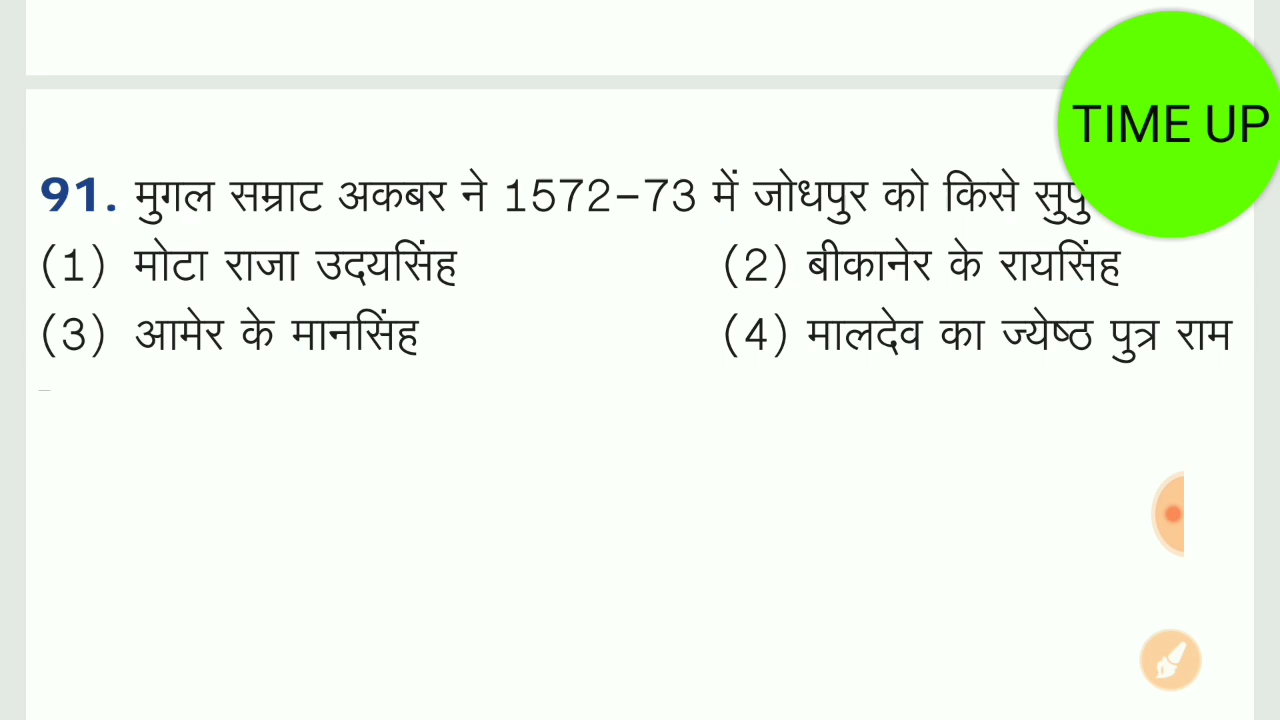 TIME UP
91. मुगल सम्राट अकबर ने 1572-73 में जोधपुर को किसे
(1) मोटा राजा उदयसिंह (2) बीकानेर के रायसिंह
(3) आमेर के मानसिंह (4) मालदेव का ज्येष्ठ पुत्र राम